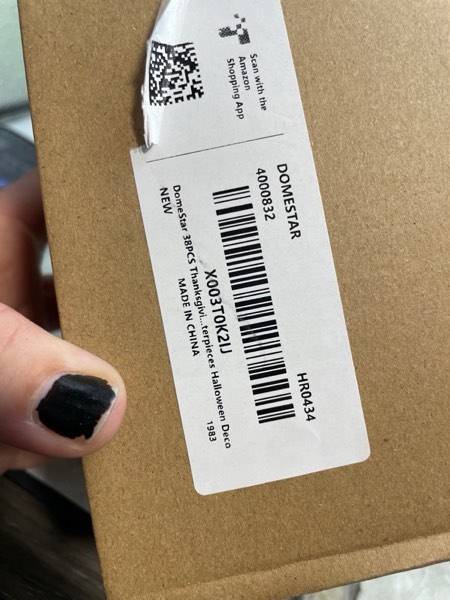 Scan with the
Amazon
Shopping App
DOMESTAR
4000832
HR0434
X003T0K2IJ
DomeStar 38PCS Thanksgivi...terpieces Halloween Deco
NEW
MADE IN CHINA
1983